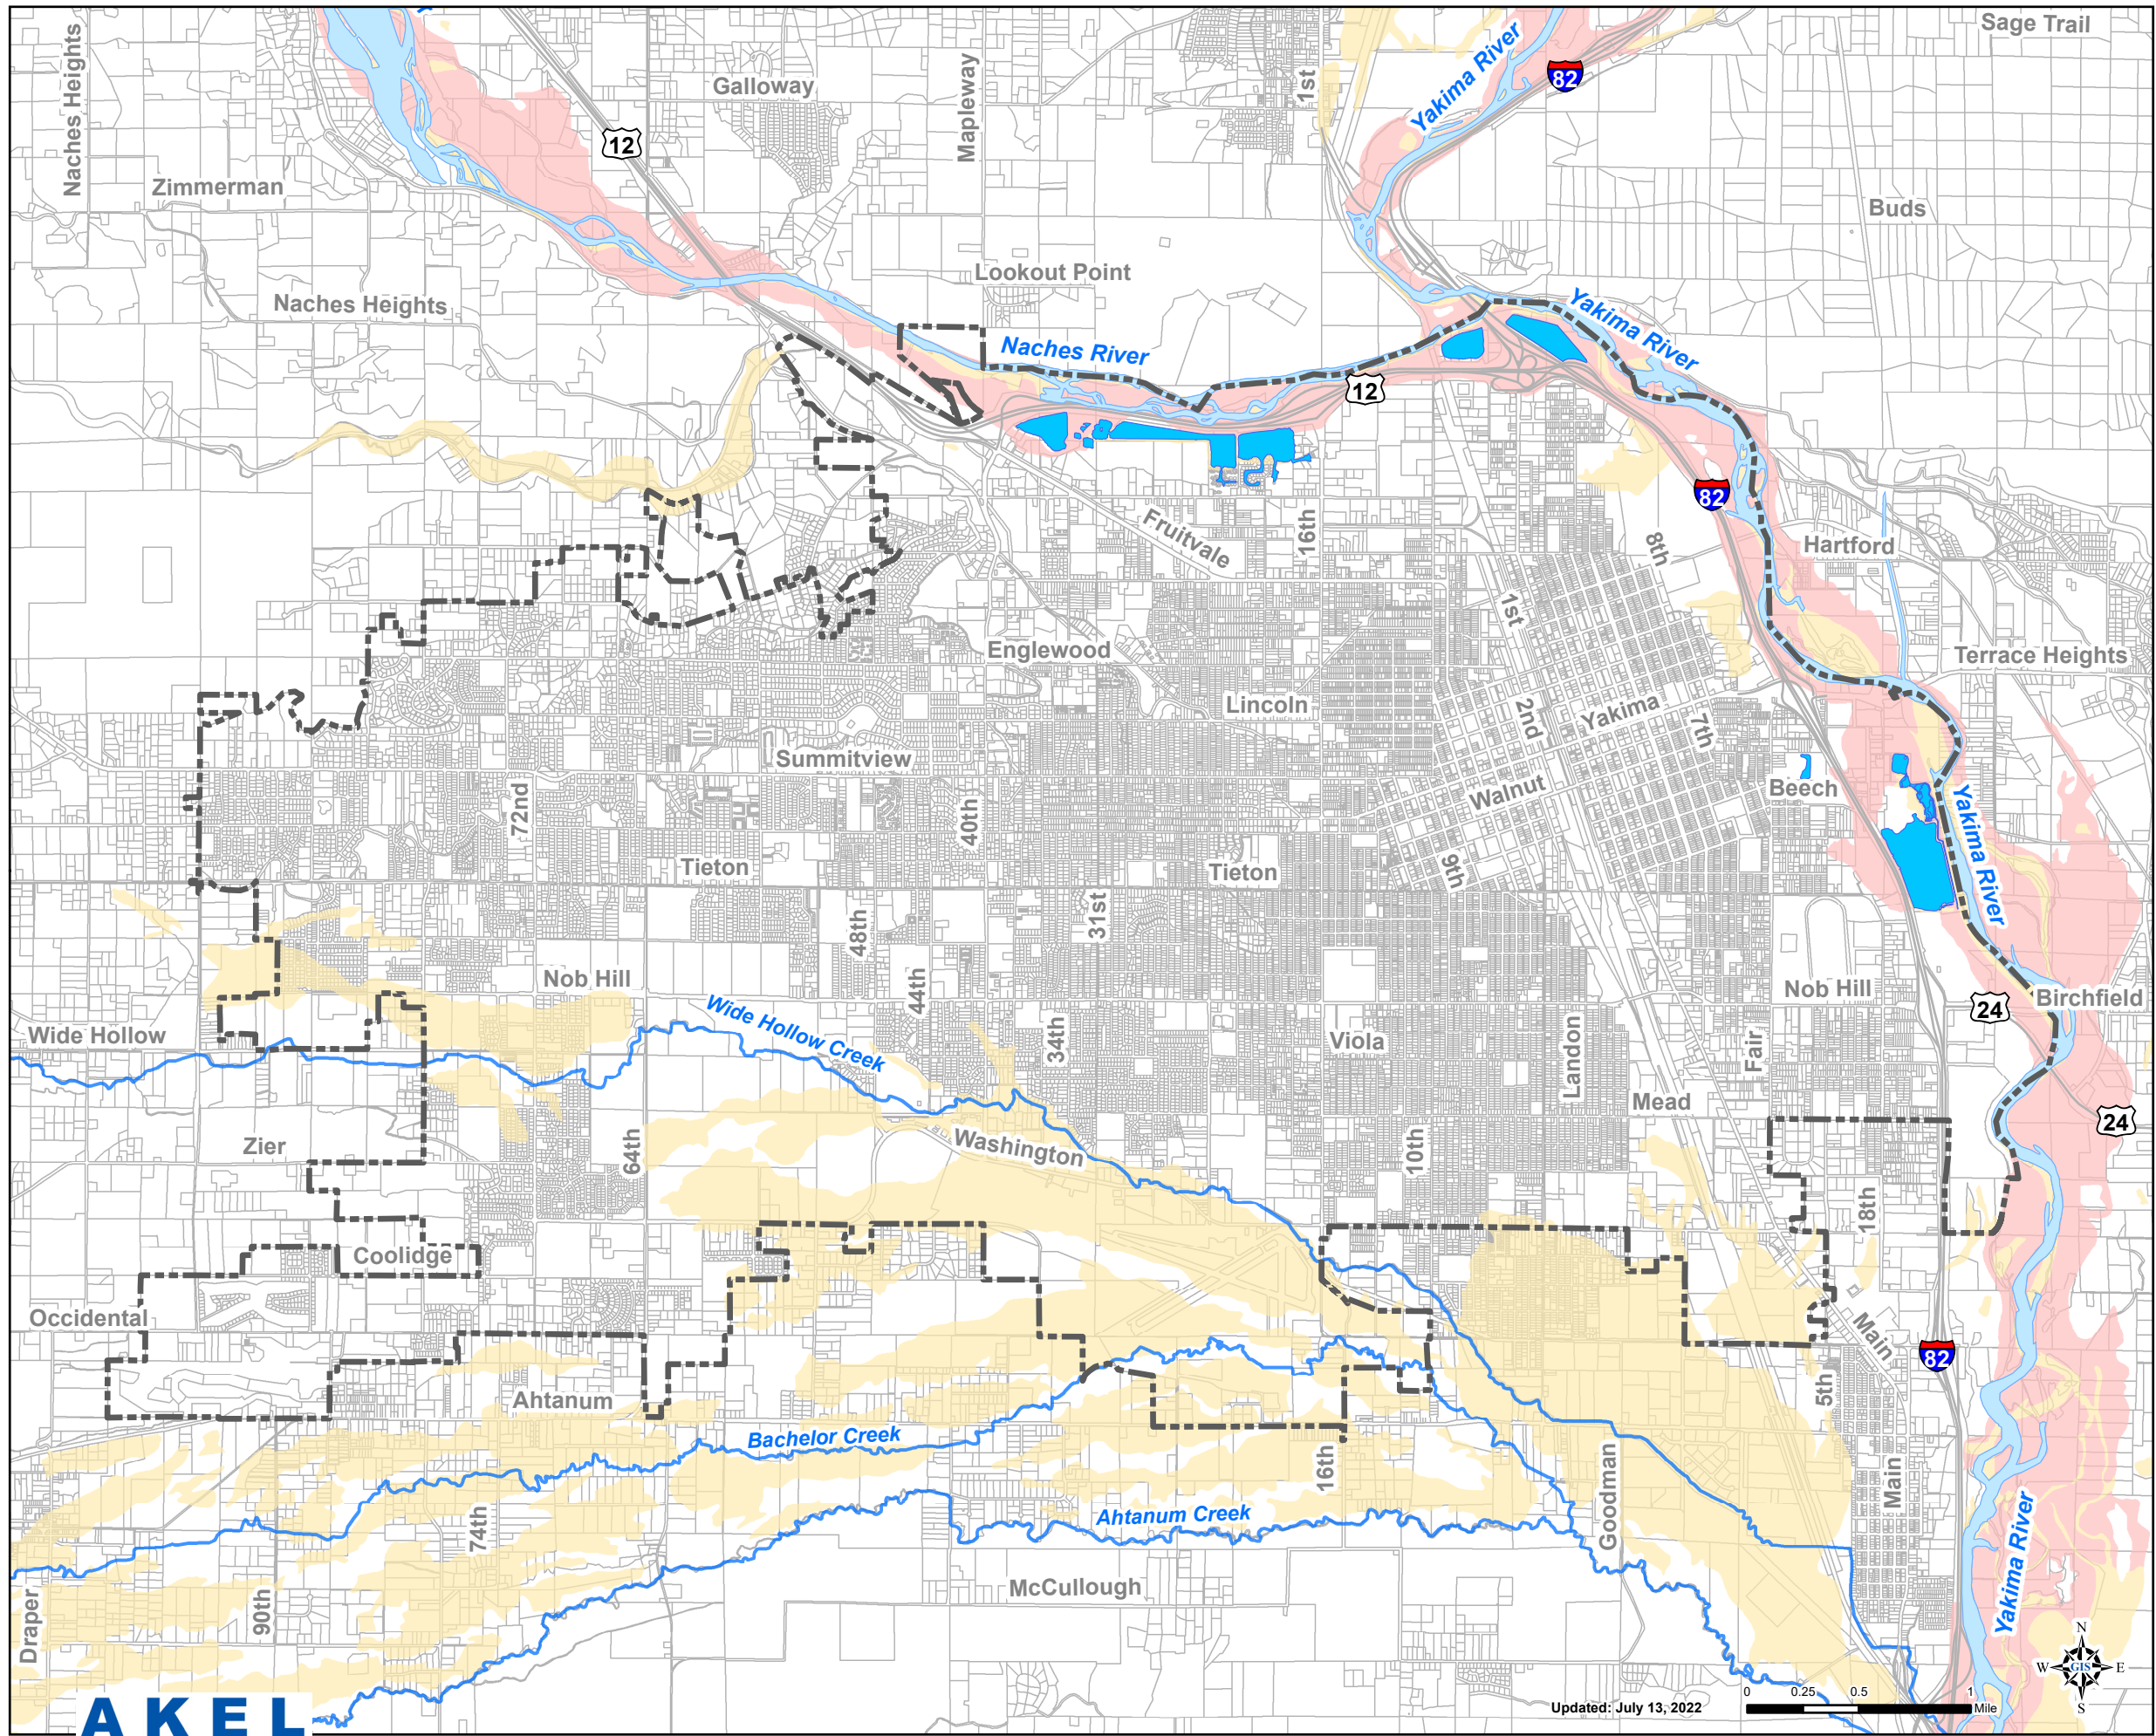 Sage Trail
Naches Heights
Galloway
Mapleway
1st
Yakima River
82
12
Zimmerman
Buds
Lookout Point
Naches Heights
Naches River
Yakima River
12
82
Fruitvale
16th
8th
Hartford
1st
Englewood
Terrace Heights
Lincoln
2nd
Yakima
7th
Summitview
72nd
40th
Walnut
Beech
Yakima River
Tieton
Tieton
9th
31st
48th
44th
Nob Hill
Nob Hill
24
Birchfield
Wide Hollow
Wide Hollow Creek
34th
Viola
Landon
Fair
Mead
24
Zier
64th
Washington
10th
18th
Coolidge
Occidental
Main
82
Ahtanum
5th
Bachelor Creek
16th
Goodman
Main
74th
Ahtanum Creek
Yakima River
Draper
90th
McCullough
N
W GIS E
S
0 0.25 0.5 1
Mile
Updated: July 13, 2022
AKEL